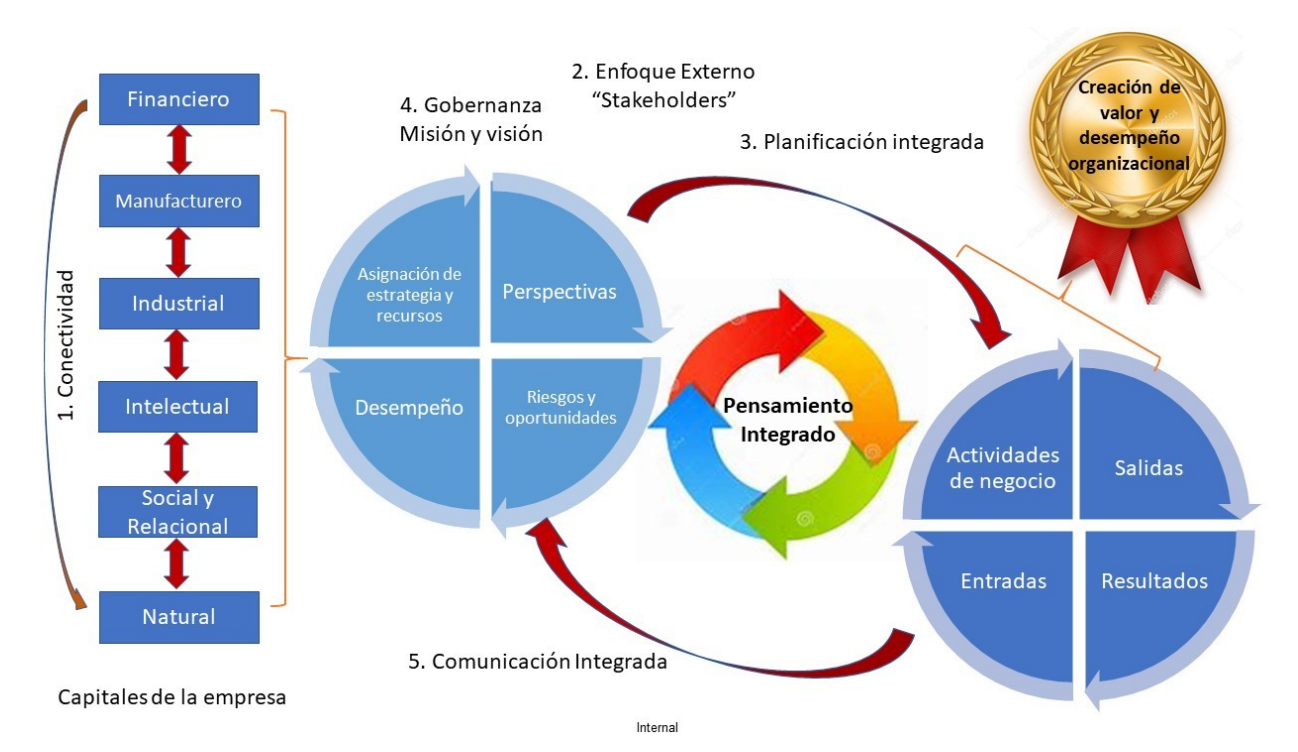 Financiero
Manufacturero
Industrial
Intelectual
Social y
Relacional
Natural
1. Conectividad
Capitales de la empresa
4. Gobernanza
Misión y visión
2. Enfoque Externo
“Stakeholders”
3. Planificación integrada
Creación de
valor y
desempeño
organizacional
Asignación de
estrategia y
recursos
Perspectivas
Desempeño
Riesgos y
oportunidades
Pensamiento
Integrado
Actividades
de negocio
Salidas
Entradas
Resultados
5. Comunicación Integrada
Internal